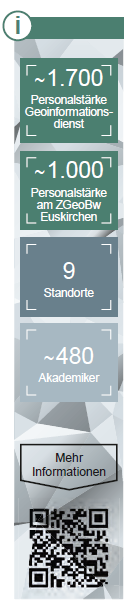 i
~1.700
Personalstärke
Geoinformations-
dienst
~1.000
Personalstärke
am ZGeoBw
Euskirchen
9
Standorte
~480
Akademiker
Mehr
Informationen